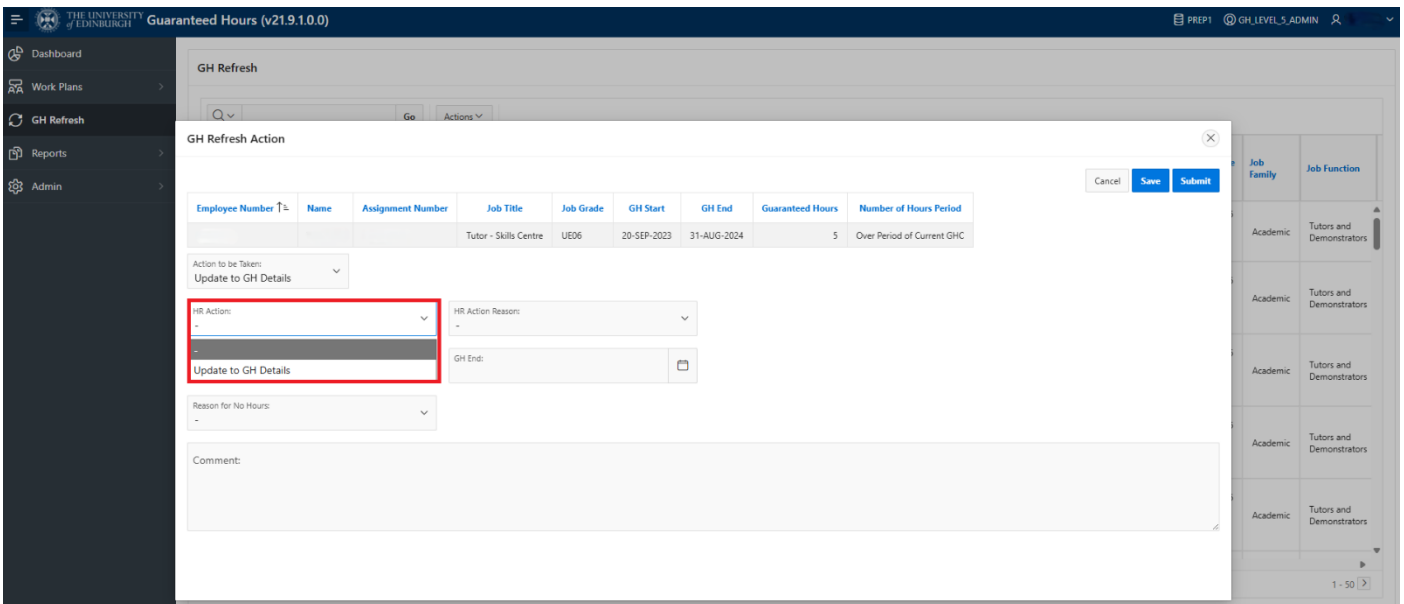 THE UNIVERSITY
of EDINBURGH
Guaranteed Hours (v21.9.1.0.0)
PREP1
GH_LEVEL_5_ADMIN
Dashboard
Work Plans
GH Refresh
Reports
Admin
GH Refresh
Go
Actions
GH Refresh Action
Cancel
Save
Submit
Employee Number Name Assignment Number Job Title Job Grade GH Start GH End Guaranteed Hours Number of Hours Period
Tutor - Skills Centre UE06 20-SEP-2023 31-AUG-2024 5 Over Period of Current GHC
Action to be Taken:
Update to GH Details
HR Action:
-
HR Action Reason:
-
-
Update to GH Details
GH End:
Reason for No Hours:
-
Comment:
Job
Family
Job Function
Academic
Tutors and
Demonstrators
Academic
Tutors and
Demonstrators
Academic
Tutors and
Demonstrators
Academic
Tutors and
Demonstrators
Academic
Tutors and
Demonstrators
1 - 50